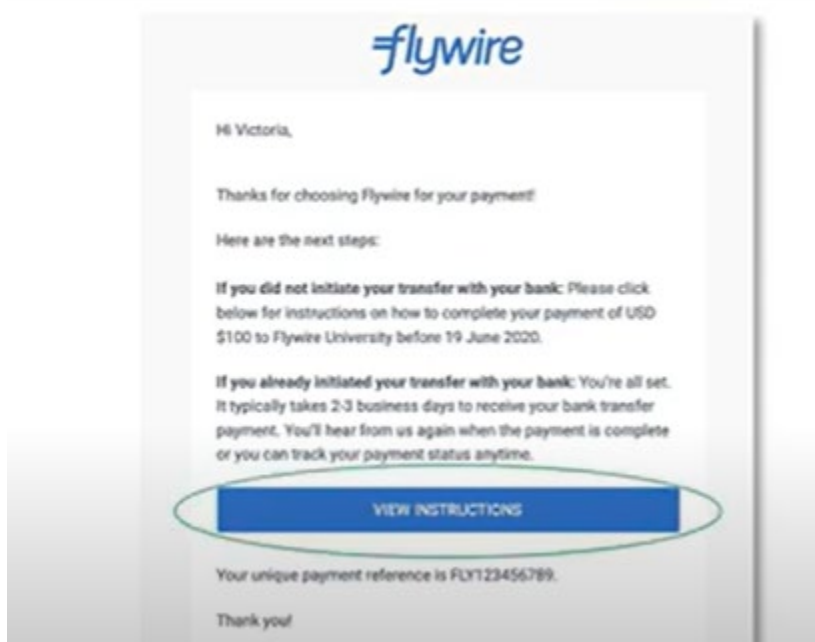 flywire
Hi Victoria,
Thanks for choosing Flywire for your payment!
Here are the next steps:
If you did not initiate your transfer with your bank: Please click
below for instructions on how to complete your payment of USD
$100 to Flywire University before 19 June 2020.
If you already initiated your transfer with your bank: You're all set.
It typically takes 2-3 business days to receive your bank transfer
payment. You'll hear from us again when the payment is complete
or you can track your payment status anytime.
VIEW INSTRUCTIONS
Your unique payment reference is FLY123456789.
Thank you!